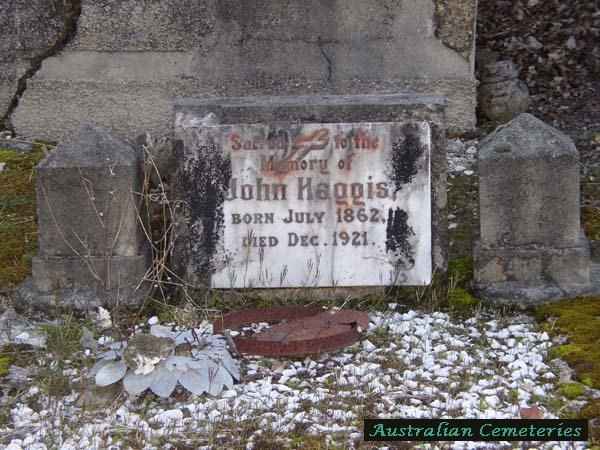 Sacred to the
Memory of
John Haggis,
BORN JULY 1862.
DIED DEC. 1921.
Australian Cemeteries